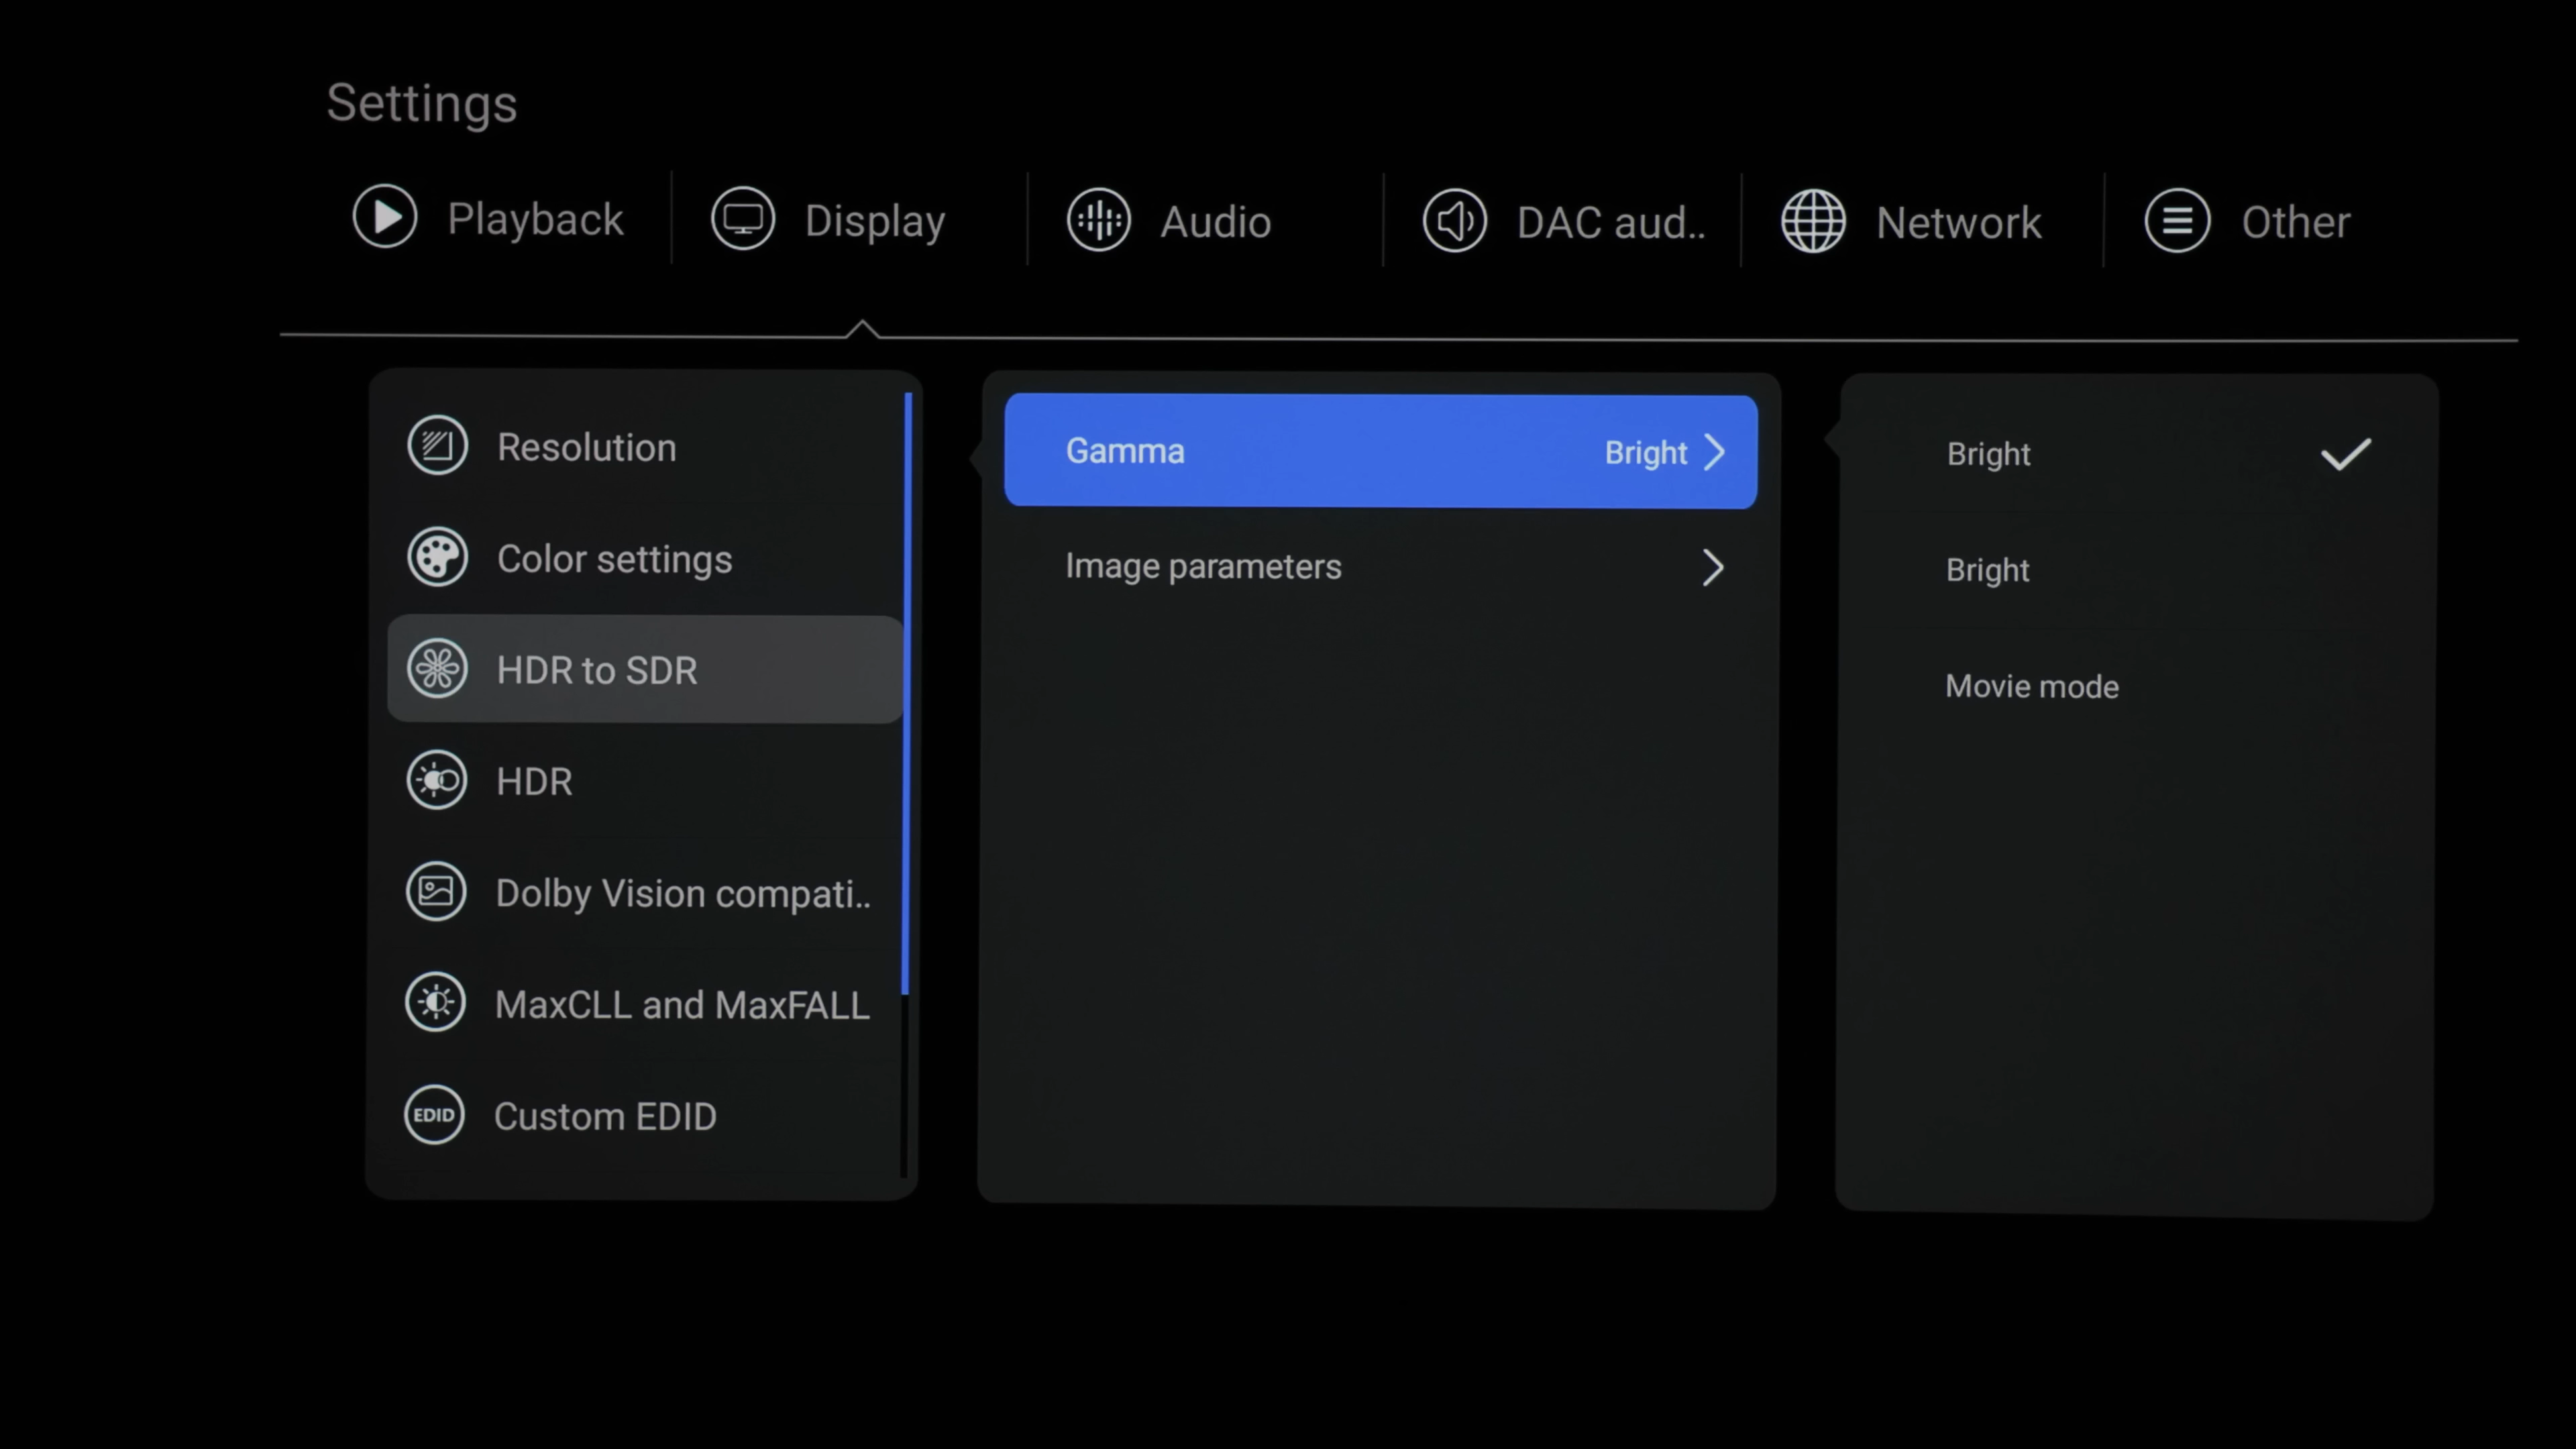 Settings
Playback
Display
Audio
DAC aud..
Network
Other
Resolution
Color settings
HDR to SDR
HDR
Dolby Vision compati..
MaxCLL and MaxFALL
EDID Custom EDID
Gamma Bright
Image parameters
Bright
Bright
Movie mode